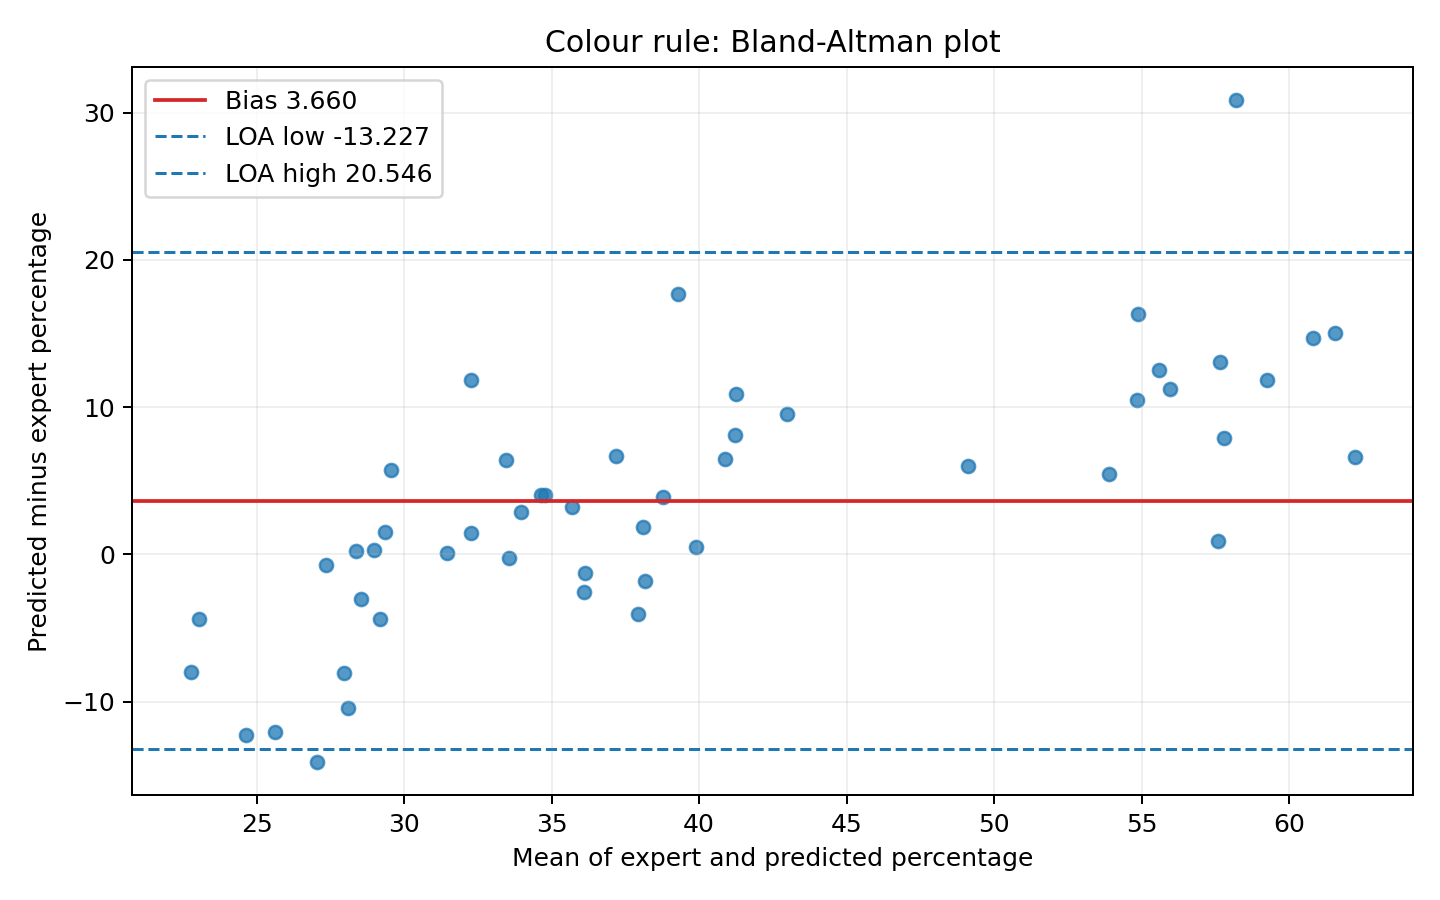 Colour rule: Bland-Altman plot
Bias 3.660
LOA low -13.227
LOA high 20.546
Predicted minus expert percentage
30
20
10
0
−10
25 30 35 40 45 50 55 60
Mean of expert and predicted percentage